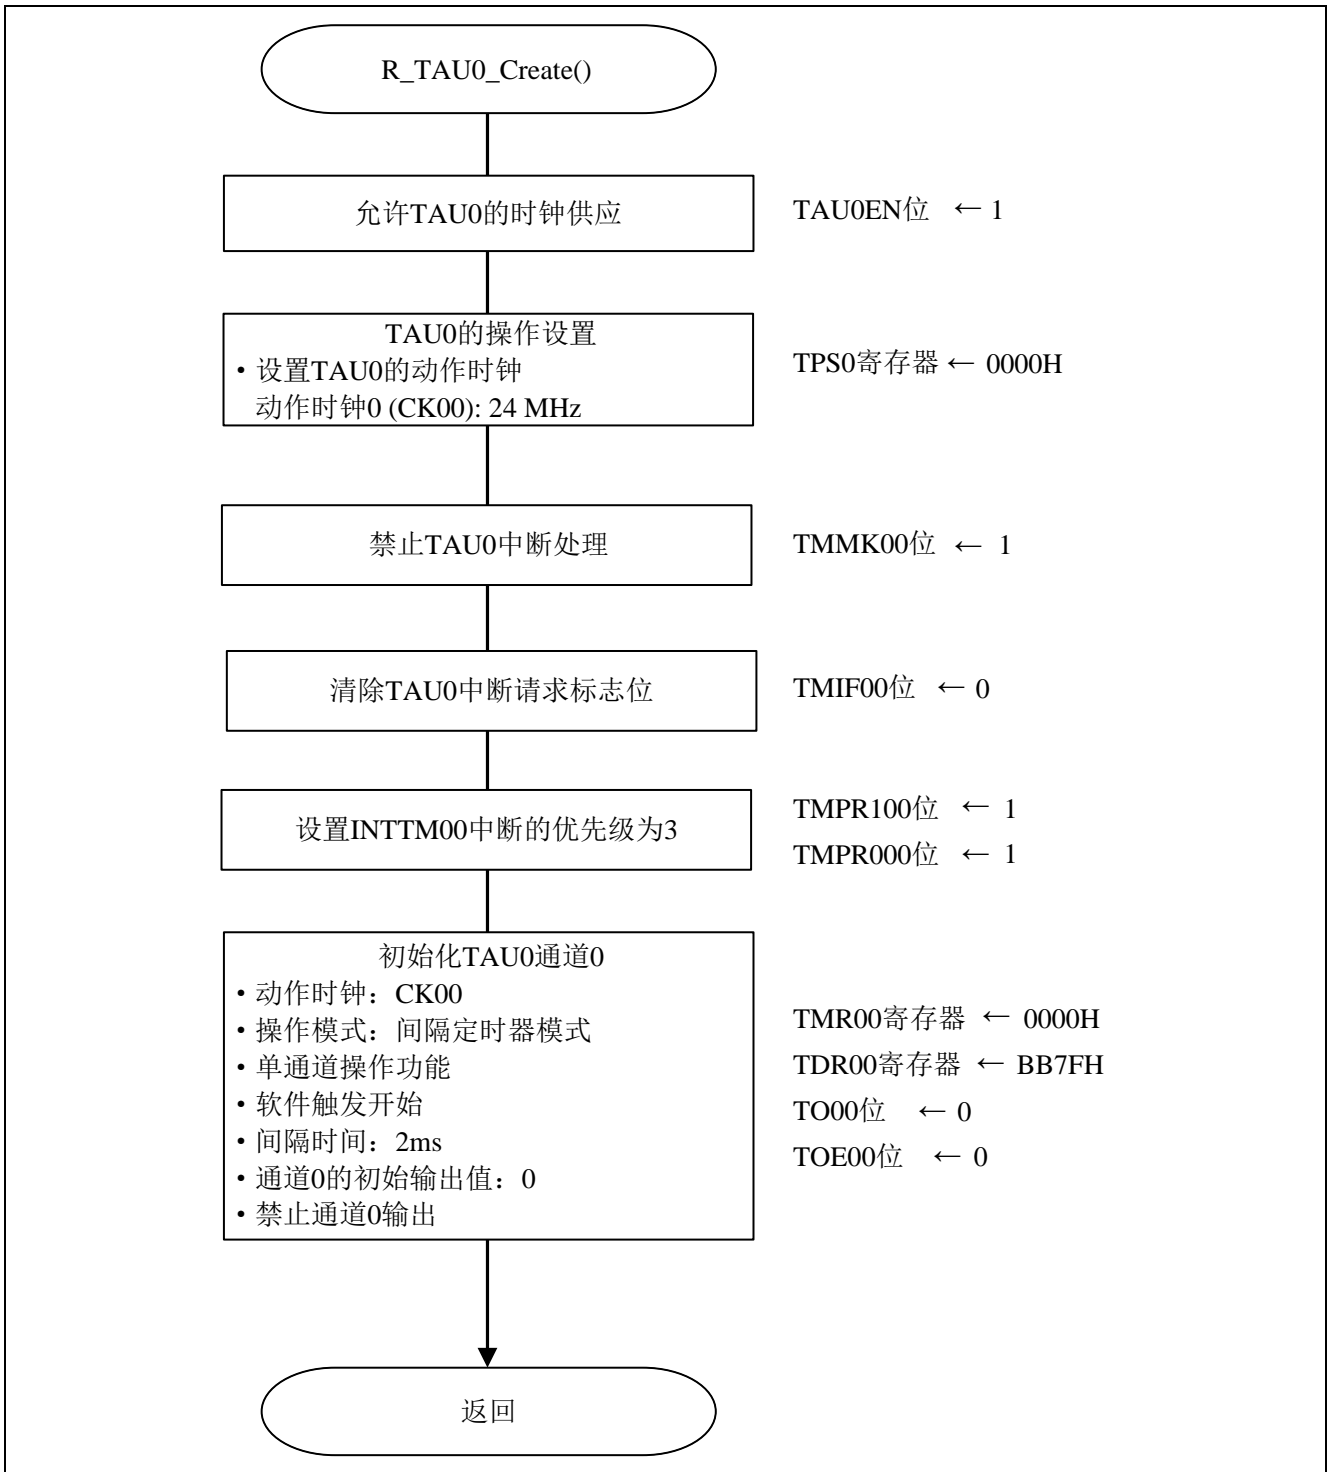 R_TAU0_Create()
允许TAU0的时钟供应
TAU0EN位 ← 1
TAU0的操作设置
• 设置TAU0的动作时钟
动作时钟0 (CK00): 24 MHz
TPS0寄存器 ← 0000H
禁止TAU0中断处理
TMMK00位 ← 1
清除TAU0中断请求标志位
TMIF00位 ← 0
设置INTTM00中断的优先级为3
TMPR100位 ← 1
TMPR000位 ← 1
初始化TAU0通道0
• 动作时钟：CK00
• 操作模式：间隔定时器模式
• 单通道操作功能
• 软件触发开始
• 间隔时间：2ms
• 通道0的初始输出值：0
• 禁止通道0输出
TMR00寄存器 ← 0000H
TDR00寄存器 ← BB7FH
TO00位 ← 0
TOE00位 ← 0
返回